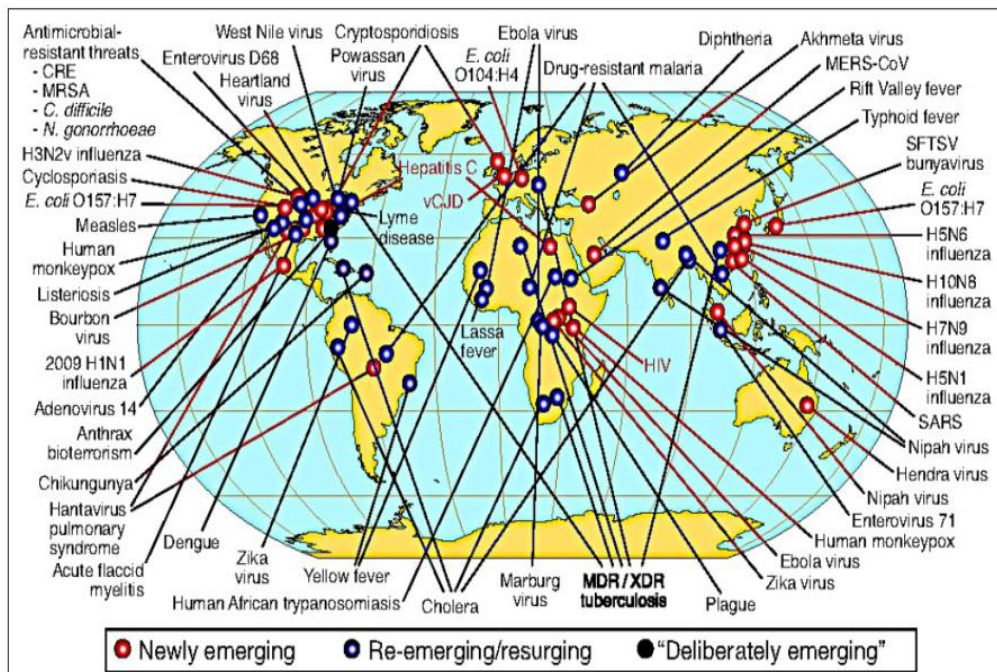 Antimicrobial-
resistant threats
- CRE
- MRSA
- C. difficile
- N. gonorrhoeae
H3N2v influenza
Cyclosporiasis
E. coli O157:H7
Measles
Human
monkeypox
Listeriosis
Bourbon
virus
2009 H1N1
influenza
Adenovirus 14
Anthrax
bioterrorism
Chikungunya
Hantavirus
pulmonary
syndrome
Acute flaccid
myelitis
West Nile virus
Enterovirus D68
Heartland
virus
Cryptosporidiosis
Powassan
virus
E. coli
O104:H4
Ebola virus
Drug-resistant malaria
Diphtheria
Akhmeta virus
MERS-CoV
Rift Valley fever
Typhoid fever
SFTSV
bunyavirus
E. coli
O157:H7
H5N6
influenza
H10N8
influenza
H7N9
influenza
H5N1
influenza
SARS
Nipah virus
Hendra virus
Nipah virus
Enterovirus 71
Human monkeypox
Ebola virus
Zika virus
Hepatitis C
vCJD
Lyme
disease
Lassa
fever
HIV
Dengue
Zika
virus
Yellow fever
Human African trypanosomiasis
Cholera
Marburg
virus
MDR / XDR
tuberculosis
Plague
Newly emerging
Re-emerging/resurging
“Deliberately emerging”